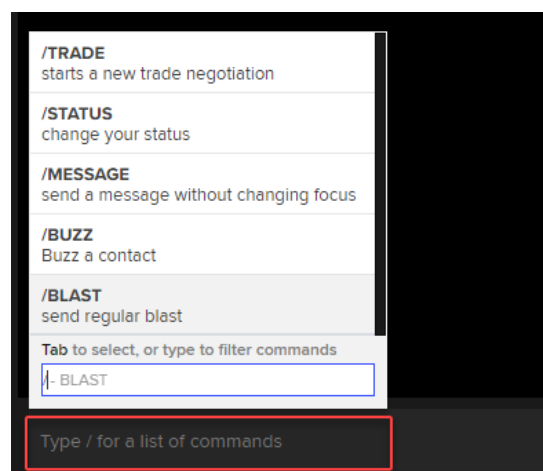 /TRADE
starts a new trade negotiation
/STATUS
change your status
/MESSAGE
send a message without changing focus
/BUZZ
Buzz a contact
/BLAST
send regular blast
Tab to select, or type to filter commands
/- BLAST
Type / for a list of commands